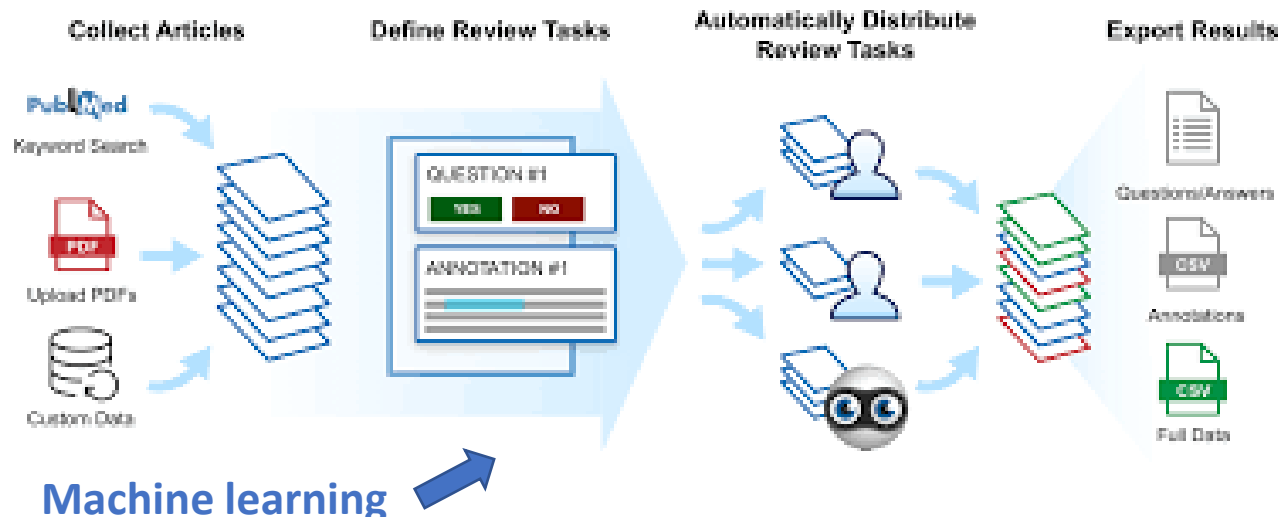 Collect Articles
Define Review Tasks
Automatically Distribute
Review Tasks
Export Results
PubMed
Keyword Search
PDF
Upload PDFs
Custom Data
QUESTION #1
YES
NO
ANNOTATION #1
Questions/Answers
CSV
Annotations
CSV
Full Data
Machine learning